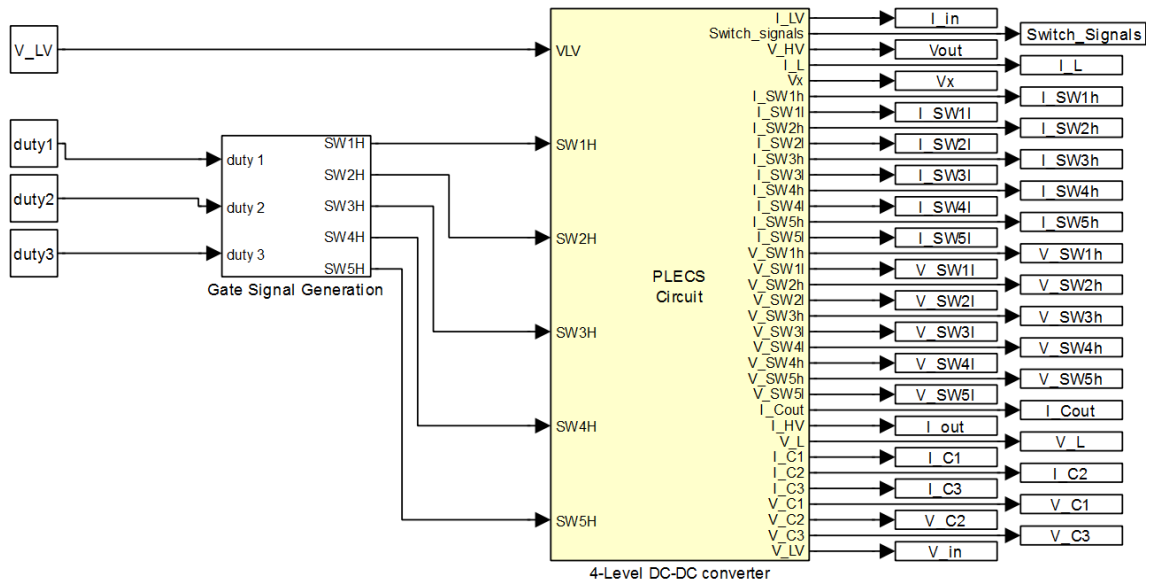 V_LV
duty1
duty2
duty3
duty 1
duty 2
duty 3
SW1H
SW2H
SW3H
SW4H
SW5H
Gate Signal Generation
VLV
SW1H
SW2H
SW3H
SW4H
SW5H
PLECS
Circuit
4-Level DC-DC converter
I_LV
Switch_signals
V_HV
I_L
Vx
I_SW1h
I_SW1l
I_SW2h
I_SW2l
I_SW3h
I_SW3l
I_SW4h
I_SW4l
I_SW5h
I_SW5l
V_SW1h
V_SW1l
V_SW2h
V_SW2l
V_SW3h
V_SW3l
V_SW4l
V_SW4h
V_SW5h
V_SW5l
I_Cout
I_HV
V_L
I_C1
I_C2
I_C3
V_C1
V_C2
V_C3
V_LV
I_in
Switch_Signals
Vout
I_L
Vx
I_SW1h
I_SW1l
I_SW2h
I_SW2l
I_SW3h
I_SW3l
I_SW4h
I_SW4l
I_SW5h
I_SW5l
V_SW1h
V_SW1l
V_SW2h
V_SW2l
V_SW3h
V_SW3l
V_SW4h
V_SW4l
V_SW5h
V_SW5l
I_Cout
I_out
V_L
I_C1
I_C2
I_C3
V_C1
V_C2
V_C3
V_in